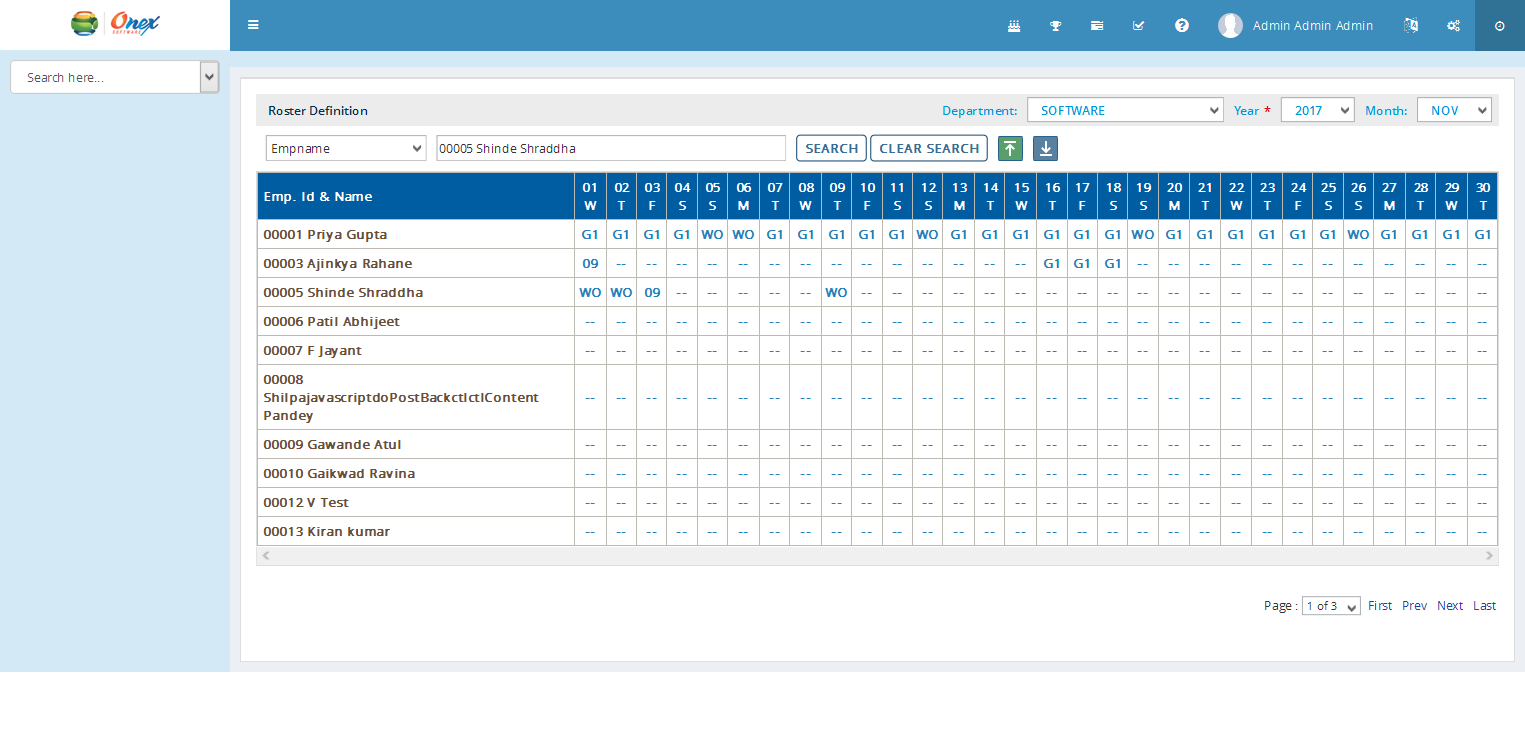 Onex
SOFTWARE
Admin Admin Admin
Search here...
Roster Definition Department: SOFTWARE Year * 2017 Month: NOV
Empname 00005 Shinde Shraddha SEARCH CLEAR SEARCH
Emp. Id & Name 01 02 03 04 05 06 07 08 09 10 11 12 13 14 15 16 17 18 19 20 21 22 23 24 25 26 27 28 29 30
W T F S S M T W T F S S M T W T F S S M T W T F S S M T W T
00001 Priya Gupta G1 G1 G1 G1 WO WO G1 G1 G1 G1 G1 WO G1 G1 G1 G1 G1 G1 WO G1 G1 G1 G1 G1 G1 WO G1 G1 G1 G1
00003 Ajinkya Rahane 09 -- -- -- -- -- -- -- -- -- -- -- -- -- -- G1 G1 G1 -- -- -- -- -- -- -- -- -- -- -- --
00005 Shinde Shraddha WO WO 09 -- -- -- -- -- WO -- -- -- -- -- -- -- -- -- -- -- -- -- -- -- -- -- -- -- -- --
00006 Patil Abhijeet -- -- -- -- -- -- -- -- -- -- -- -- -- -- -- -- -- -- -- -- -- -- -- -- -- -- -- -- -- --
00007 F Jayant -- -- -- -- -- -- -- -- -- -- -- -- -- -- -- -- -- -- -- -- -- -- -- -- -- -- -- -- -- --
00008
ShilpajavascriptdoPostBackctlctlContent -- -- -- -- -- -- -- -- -- -- -- -- -- -- -- -- -- -- -- -- -- -- -- -- -- -- -- -- -- --
Pandey
00009 Gawande Atul -- -- -- -- -- -- -- -- -- -- -- -- -- -- -- -- -- -- -- -- -- -- -- -- -- -- -- -- -- --
00010 Gaikwad Ravina -- -- -- -- -- -- -- -- -- -- -- -- -- -- -- -- -- -- -- -- -- -- -- -- -- -- -- -- -- --
00012 V Test -- -- -- -- -- -- -- -- -- -- -- -- -- -- -- -- -- -- -- -- -- -- -- -- -- -- -- -- -- --
00013 Kiran kumar -- -- -- -- -- -- -- -- -- -- -- -- -- -- -- -- -- -- -- -- -- -- -- -- -- -- -- -- -- --
Page : 1 of 3 First Prev Next Last